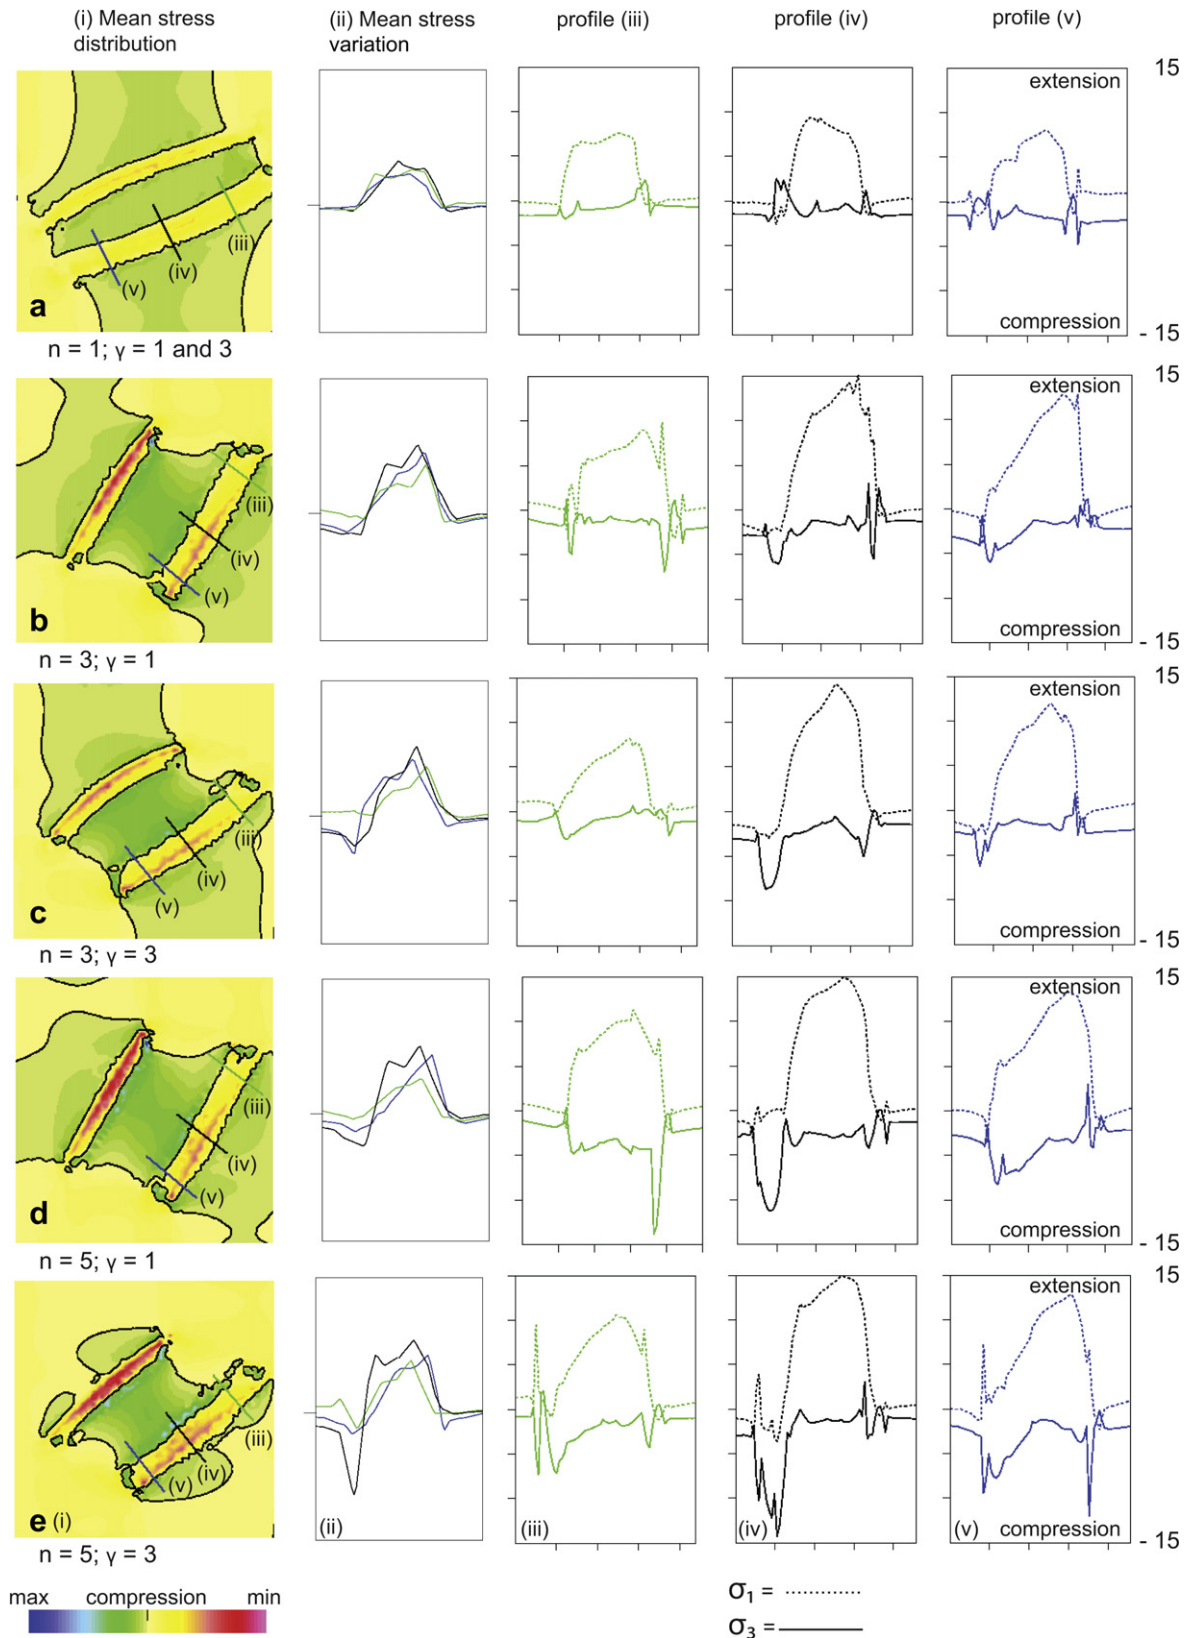 (i) Mean stress
distribution
(ii) Mean stress
variation
profile (iii)
profile (iv)
profile (v)
15
extension
(iii)
(iv)
(v)
a
compression
- 15
n = 1; γ = 1 and 3
15
extension
(iii)
(iv)
(v)
b
compression
- 15
n = 3; γ = 1
15
extension
(iii)
(iv)
(v)
c
compression
- 15
n = 3; γ = 3
15
extension
(iii)
(iv)
(v)
d
compression
- 15
n = 5; γ = 1
15
extension
(iii)
(iv)
(v)
e (i)
(ii)
(iii)
(iv)
(v) compression
- 15
n = 5; γ = 3
max compression min
σ1 =
σ3 =